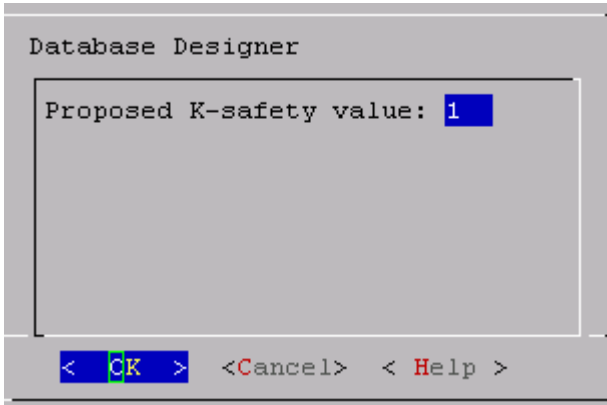 Database Designer
Proposed K-safety value: 1
< OK > <Cancel> < Help >